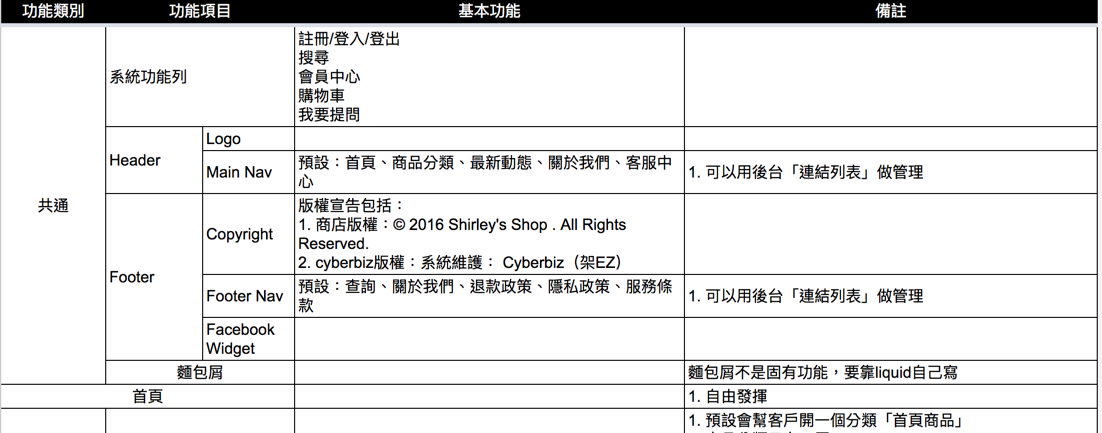 功能類別 功能項目 基本功能 備註
註冊/登入/登出
搜尋
系統功能列 會員中心
購物車
我要提問
Logo
Header
Main Nav 預設：首頁、商品分類、最新動態、關於我們、客服中
心
1. 可以用後台「連結列表」做管理
共通
版權宣告包括：
1. 商店版權：© 2016 Shirley's Shop . All Rights
Copyright
Reserved.
2. cyberbiz版權：系統維護： Cyberbiz（架EZ）
Footer
Footer Nav 預設：查詢、關於我們、退款政策、隱私政策、服務條
款
1. 可以用後台「連結列表」做管理
Facebook
Widget
麵包屑 麵包屑不是固有功能，要靠liquid自己寫
首頁 1. 自由發揮
1. 預設會幫客戶開一個分類「首頁商品」